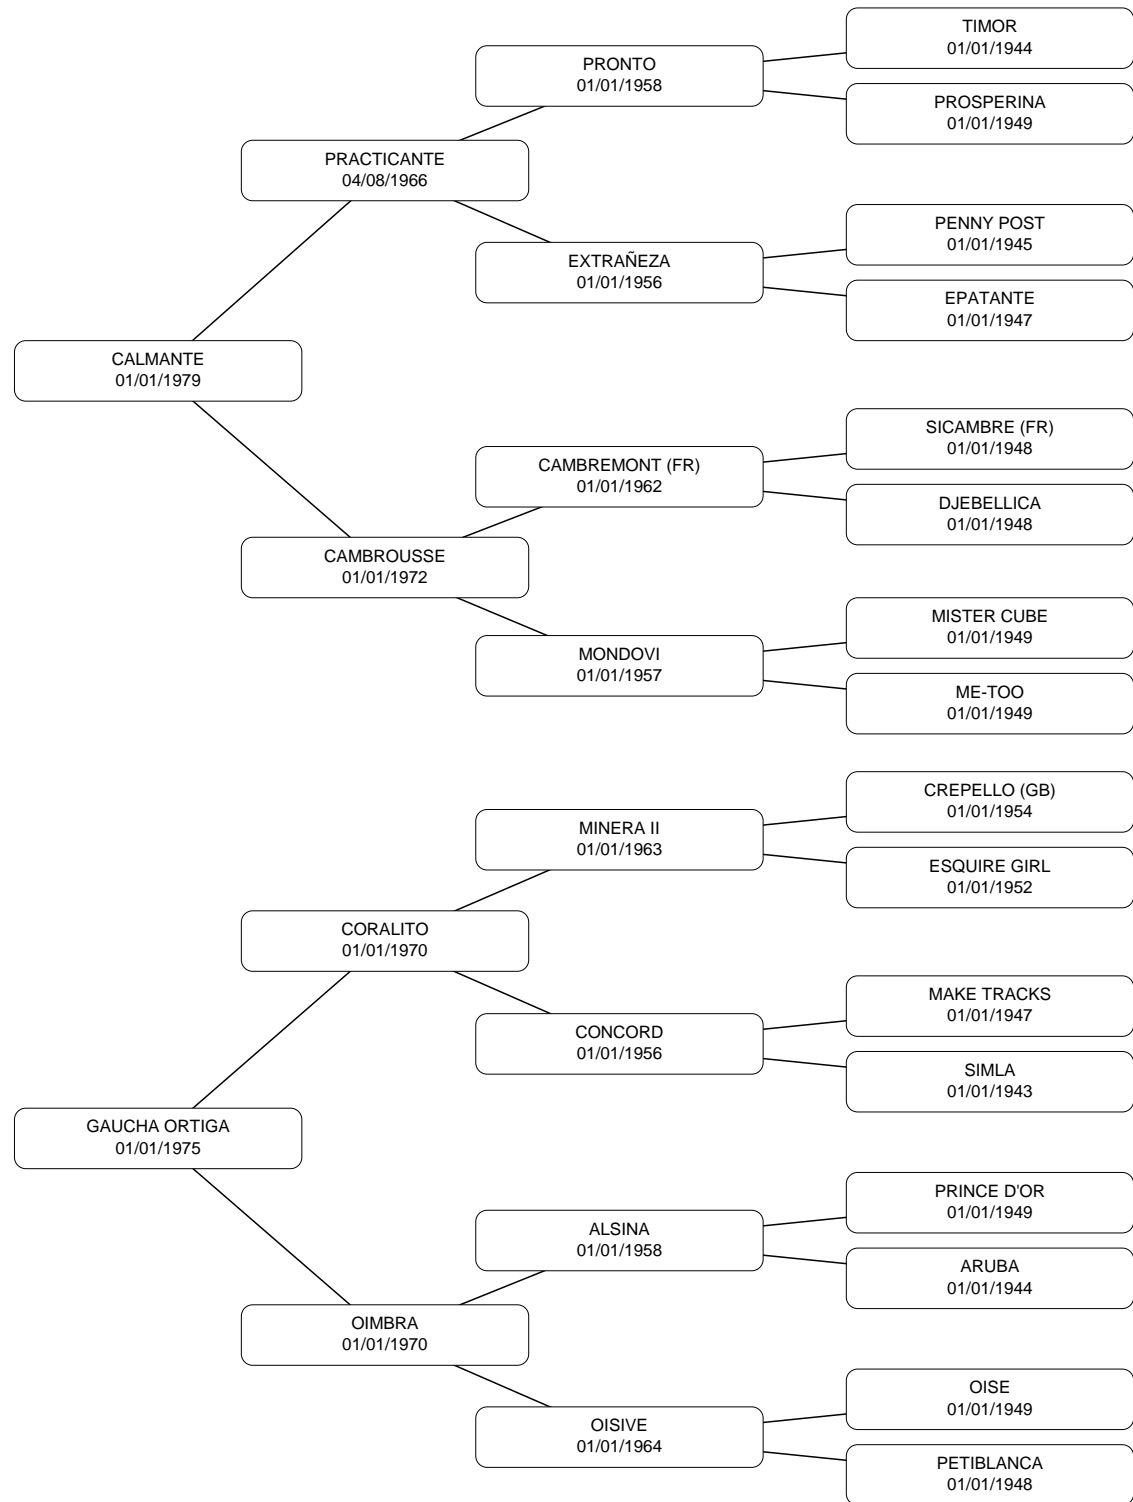 TIMOR
01/01/1944
PRONTO
01/01/1958
PROSPERINA
01/01/1949
PRACTICANTE
04/08/1966
PENNY POST
01/01/1945
EXTRAÑEZA
01/01/1956
EPATANTE
01/01/1947
CALMANTE
01/01/1979
SICAMBRE (FR)
01/01/1948
CAMBREMONT (FR)
01/01/1962
DJEBELLICA
01/01/1948
CAMBROUSSE
01/01/1972
MISTER CUBE
01/01/1949
MONDOVI
01/01/1957
ME-TOO
01/01/1949
CREPELLO (GB)
01/01/1954
MINERA II
01/01/1963
ESQUIRE GIRL
01/01/1952
CORALITO
01/01/1970
MAKE TRACKS
01/01/1947
CONCORD
01/01/1956
SIMLA
01/01/1943
GAUCHA ORTIGA
01/01/1975
PRINCE D'OR
01/01/1949
ALSINA
01/01/1958
ARUBA
01/01/1944
OIMBRA
01/01/1970
OISE
01/01/1949
OISIVE
01/01/1964
PETIBLANCA
01/01/1948